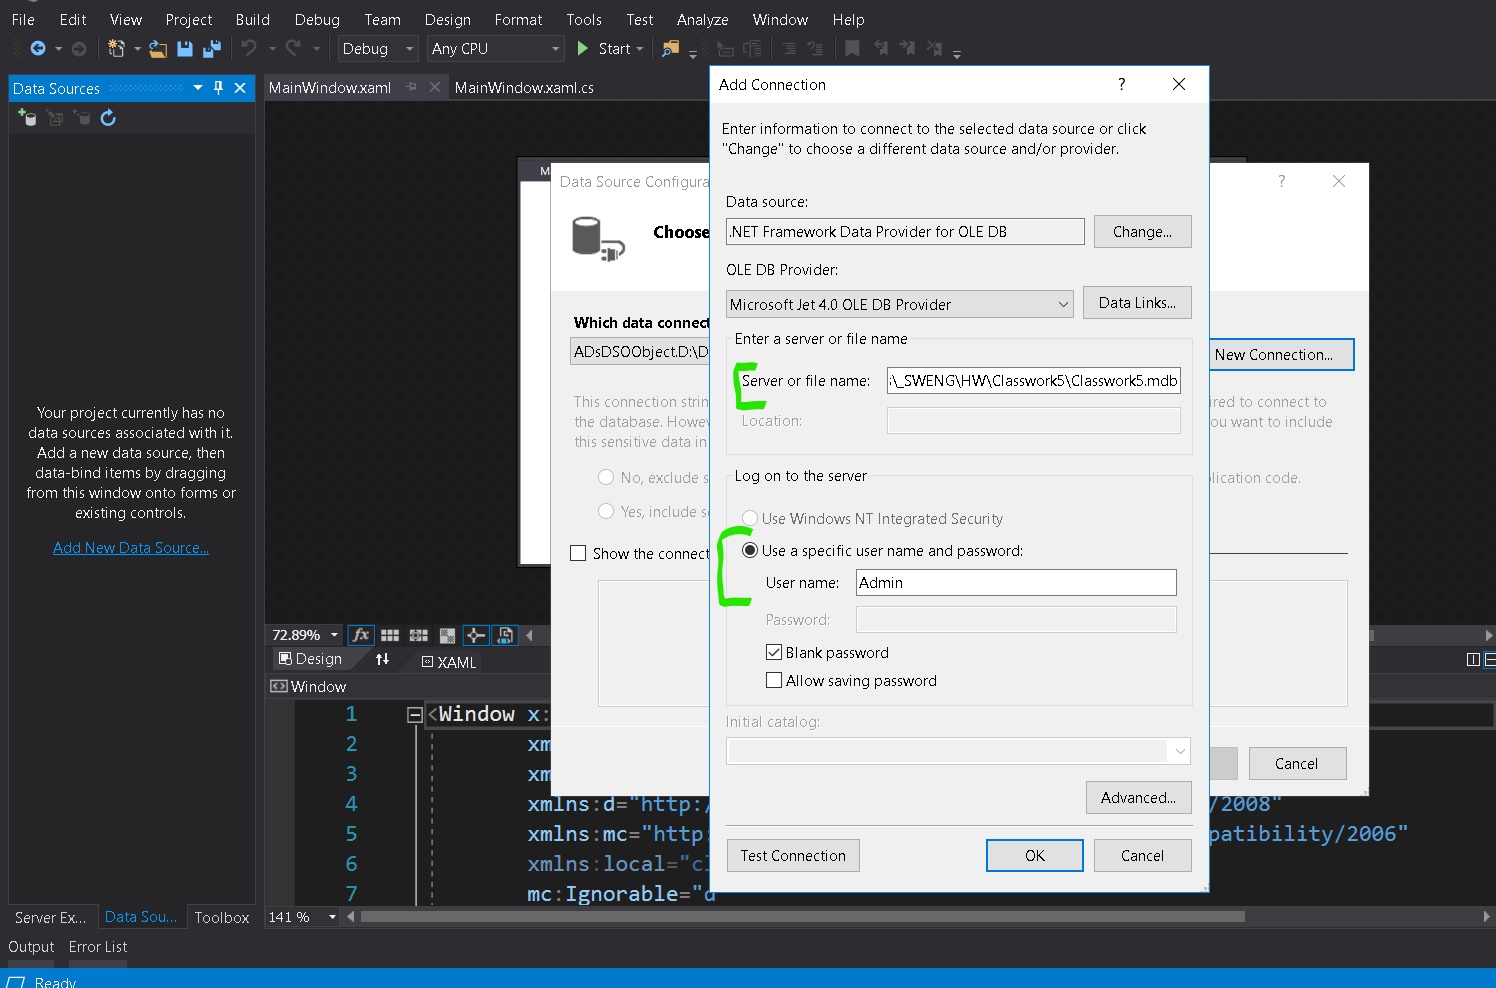 File Edit View Project Build Debug Team Design Format Tools Test Analyze Window Help
Debug Any CPU Start
Data Sources
MainWindow.xaml MainWindow.xaml.cs
Your project currently has no
data sources associated with it.
Add a new data source, then
data-bind items by dragging
from this window onto forms or
existing controls.
Add New Data Source...
Add Connection ?
Enter information to connect to the selected data source or click
"Change" to choose a different data source and/or provider.
Data source:
.NET Framework Data Provider for OLE DB Change...
OLE DB Provider:
Microsoft Jet 4.0 OLE DB Provider Data Links...
Enter a server or file name
Server or file name: :\_SWENG\HW\Classwork5\Classwork5.mdb
Location:
Log on to the server
Use Windows NT Integrated Security
Use a specific user name and password:
User name: Admin
Password:
Blank password
Allow saving password
Initial catalog:
Advanced...
Test Connection OK Cancel
Data Source Configura ?
Choose
Which data connect
ADsDSOObject.D:\D New Connection...
This connection strin ired to connect to
the database. Howe ou want to include
this sensitive data in
No, exclude s lication code.
Yes, include se
Show the connect
Cancel
72.89% fx
Design XAML
Window
1 <Window x:
2 xm
3 xm
4 xmlns:d="http:/ /2008"
5 xmlns:mc="http: patibility/2006"
6 xmlns:local="cl
7 mc:Ignorable="d
141 %
Server Ex... Data Sou... Toolbox
Output Error List
Ready